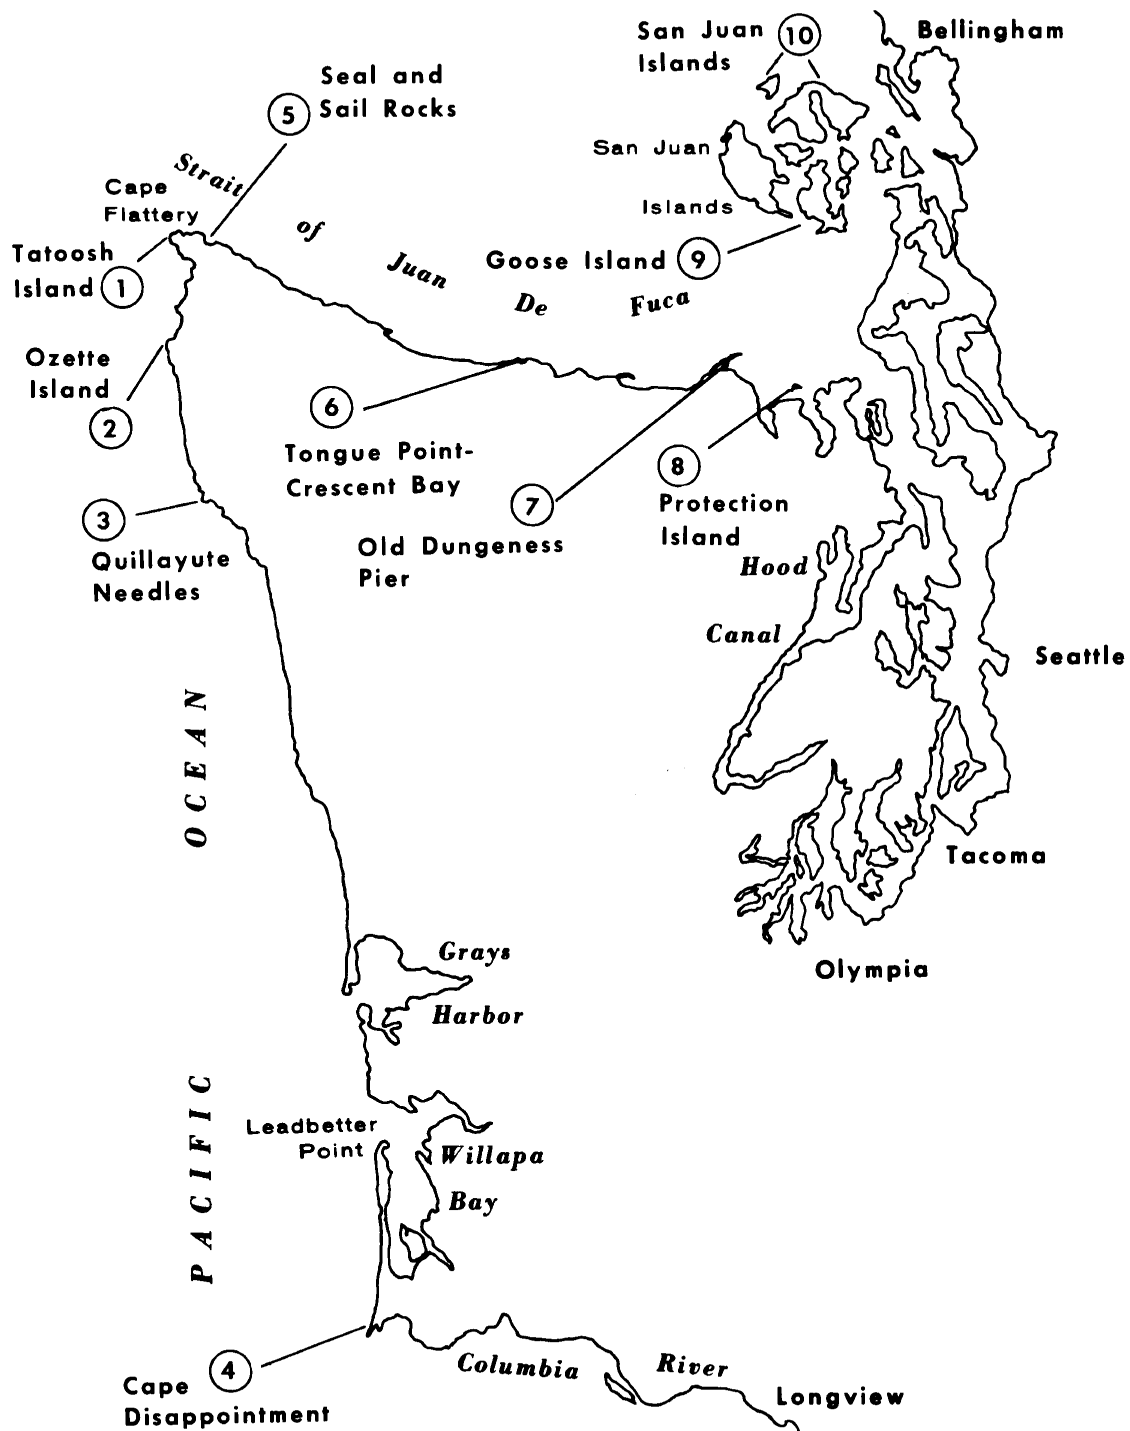 San Juan 10
Islands
Bellingham
Seal and
5 Sail Rocks
San Juan
Islands
Strait
of
Juan
De
Fuca
Cape
Flattery
Tatoosh
Island 1
Goose Island 9
Ozette
Island
2
6
Tongue Point-
Crescent Bay
8
Protection
Island
7
Old Dungeness
Pier
3
Quillayute
Needles
Hood
Canal
Seattle
Tacoma
Olympia
PACIFIC OCEAN
Grays
Harbor
Leadbetter
Point
Willapa
Bay
4
Cape
Disappointment
Columbia River
Longview